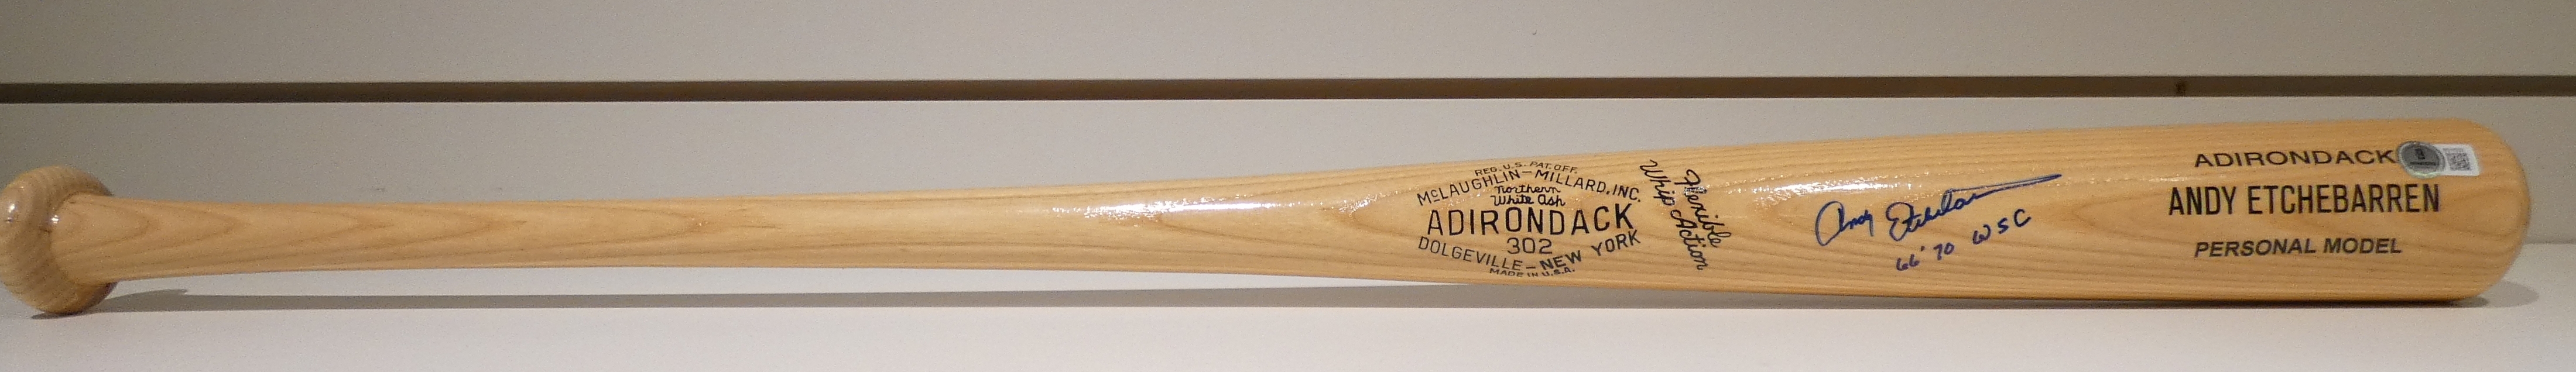 REG. U.S. PAT. OFF.
McLAUGHLIN-MILLARD, INC.
Northern
White Ash
ADIRONDACK
302
DOLGEVILLE-NEW YORK
MADE IN U.S.A.
Flexible
Whip Action
Andy Etchebarren
66 '70 WSC
ADIRONDACK
ANDY ETCHEBARREN
PERSONAL MODEL